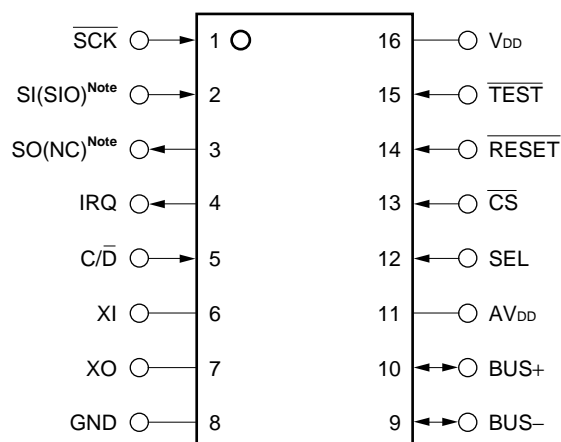 SCK 1 16 VDD
SI(SIO)Note 2 15 TEST
SO(NC)Note 3 14 RESET
IRQ 4 13 CS
C/D 5 12 SEL
XI 6 11 AVDD
XO 7 10 BUS+
GND 8 9 BUS−